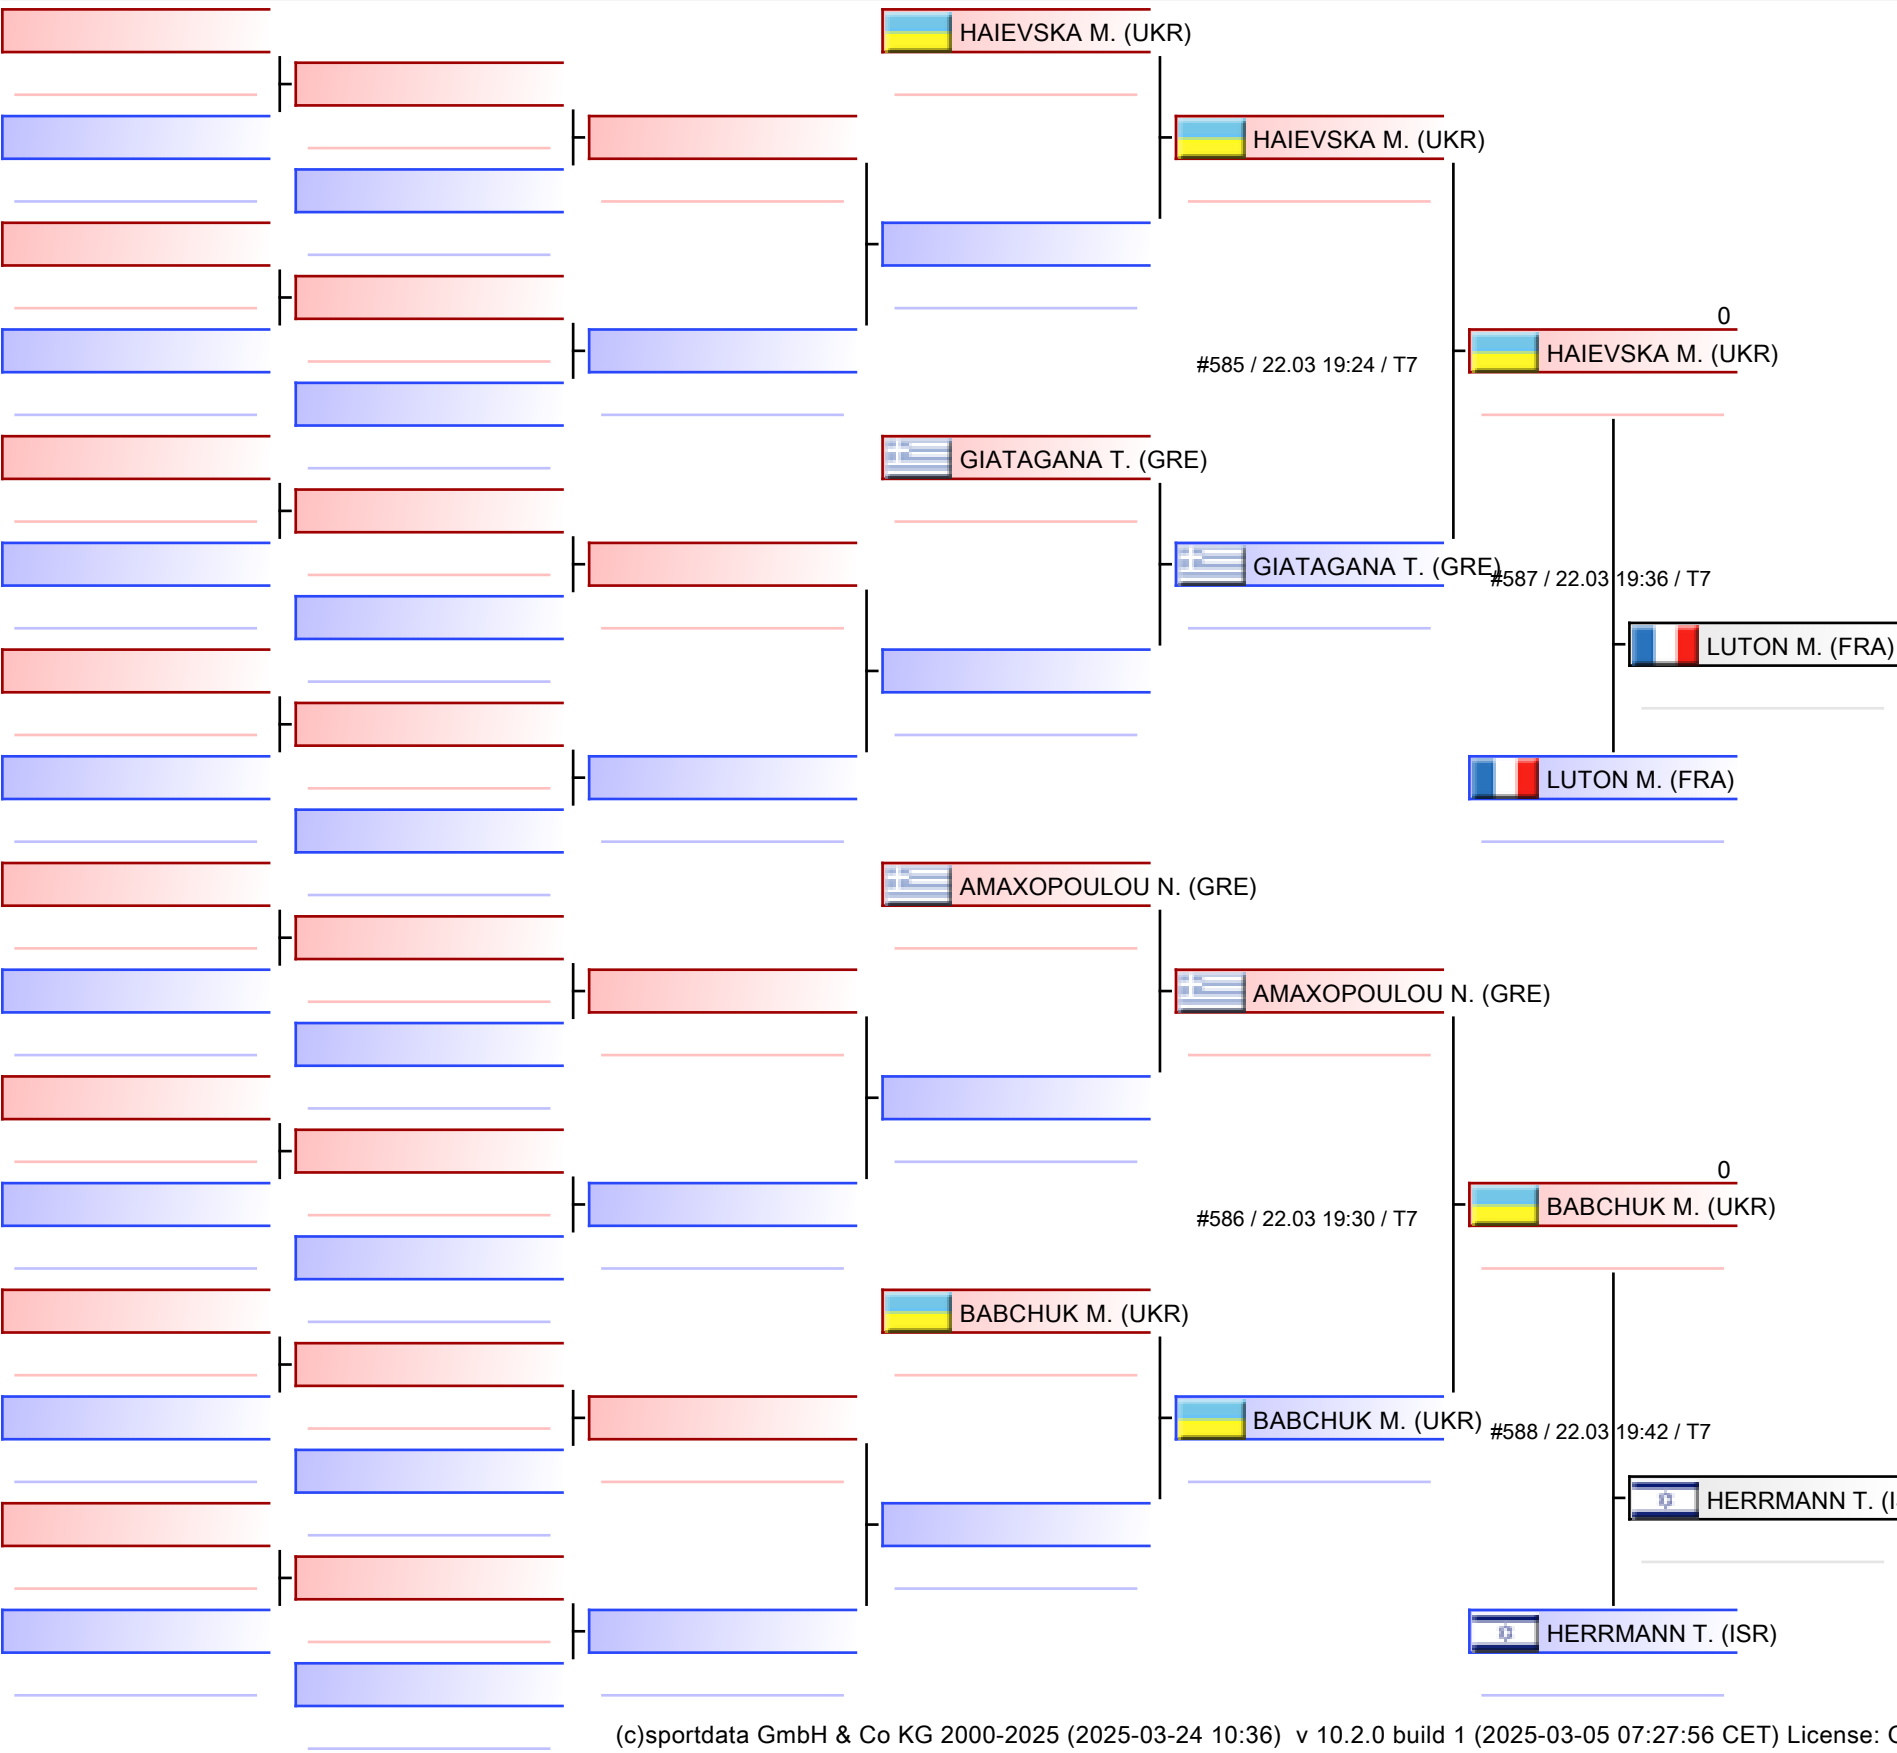 HAIEVSKA M. (UKR)
HAIEVSKA M. (UKR)
0
HAIEVSKA M. (UKR)
#585 / 22.03 19:24 / T7
GIATAGANA T. (GRE)
GIATAGANA T. (GRE)
#587 / 22.03 19:36 / T7
LUTON M. (FRA)
LUTON M. (FRA)
AMAXOPOULOU N. (GRE)
AMAXOPOULOU N. (GRE)
0
BABCHUK M. (UKR)
#586 / 22.03 19:30 / T7
BABCHUK M. (UKR)
BABCHUK M. (UKR)
#588 / 22.03 19:42 / T7
HERRMANN T.
HERRMANN T. (ISR)
(c)sportdata GmbH & Co KG 2000-2025 (2025-03-24 10:36) v 10.2.0 build 1 (2025-03-05 07:27:56 CET) License: